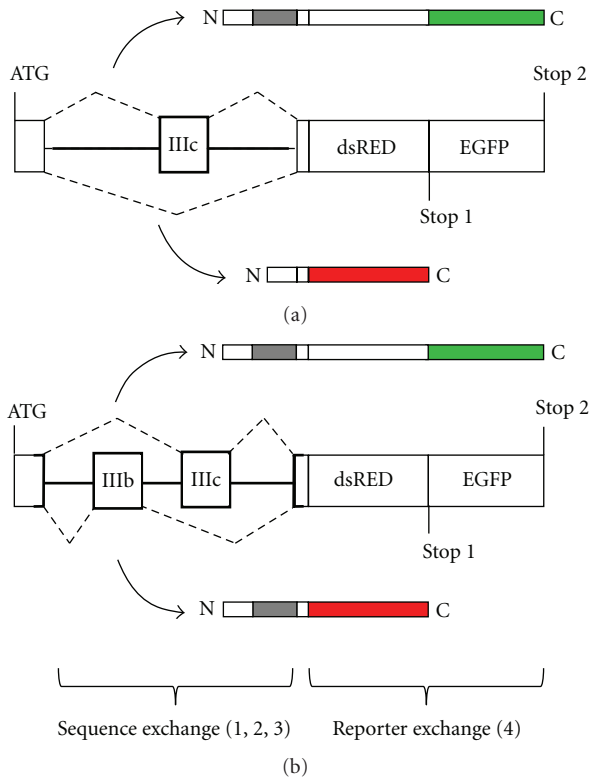 N C
ATG Stop 2
IIIc dsRED EGFP
Stop 1
N C
(a)
N C
ATG Stop 2
IIIb IIIc dsRED EGFP
Stop 1
N C
Sequence exchange (1, 2, 3) Reporter exchange (4)
(b)